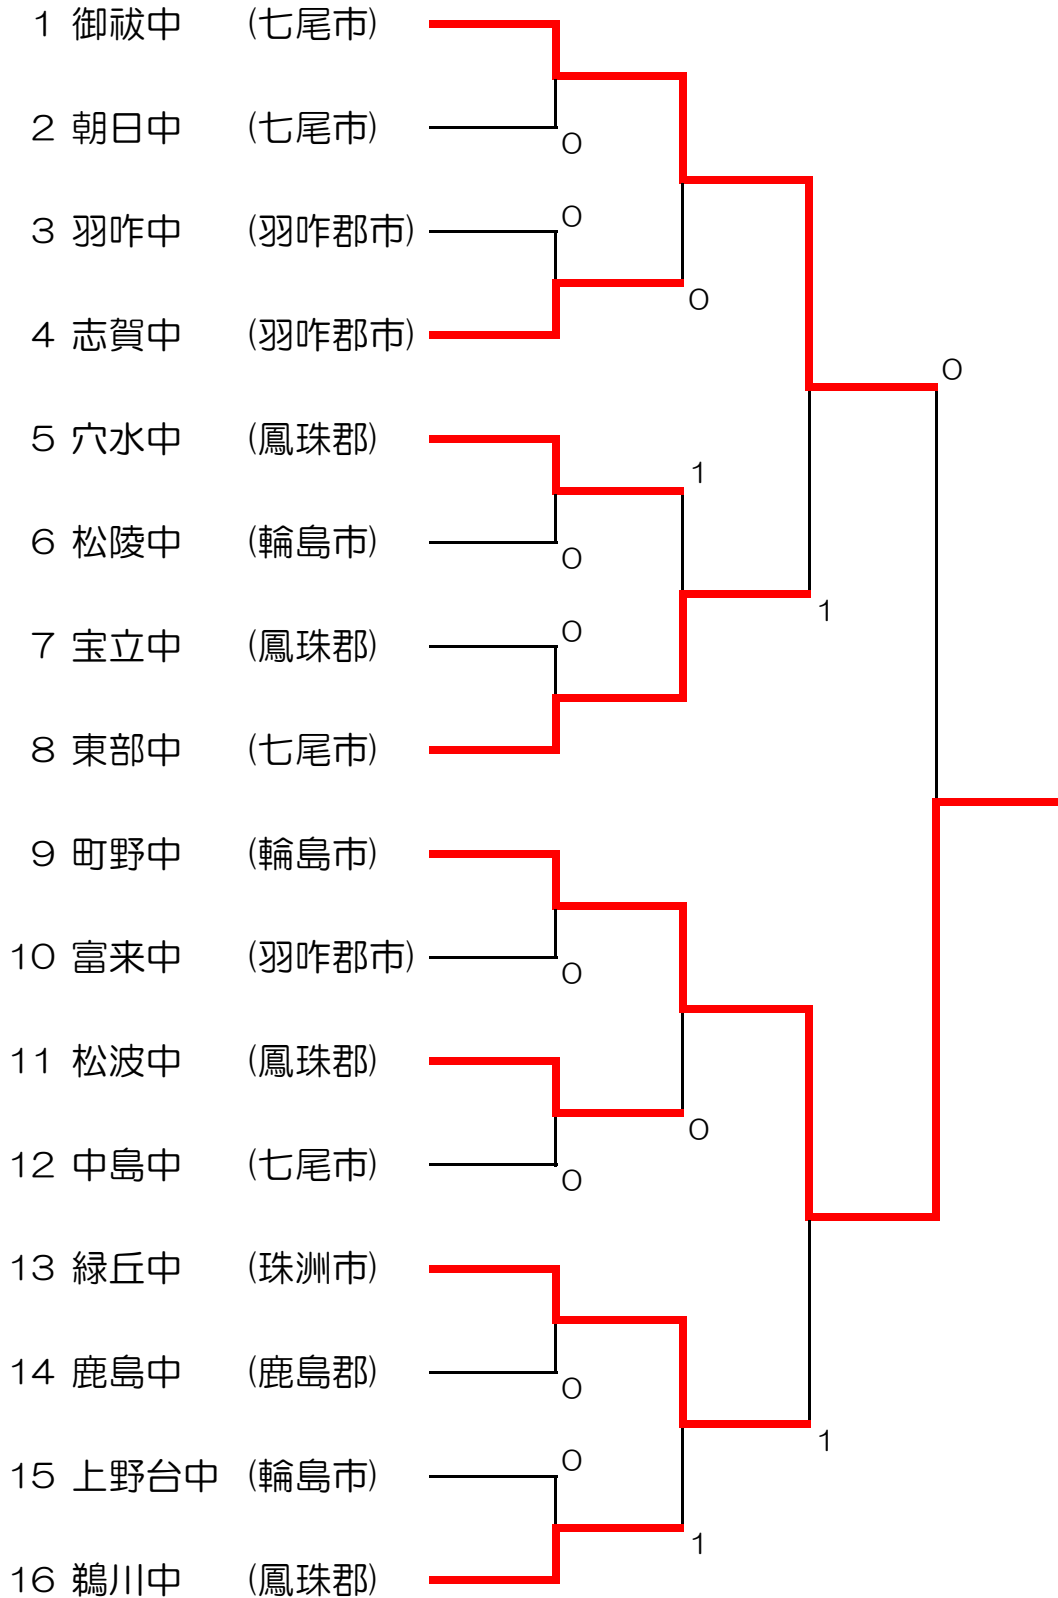 1 御祓中 (七尾市)
2 朝日中 (七尾市)
0
3 羽咋中 (羽咋郡市)
0
0
4 志賀中 (羽咋郡市)
0
5 穴水中 (鳳珠郡)
1
6 松陵中 (輪島市)
0
1
7 宝立中 (鳳珠郡)
0
8 東部中 (七尾市)
9 町野中 (輪島市)
10 富来中 (羽咋郡市)
0
11 松波中 (鳳珠郡)
0
12 中島中 (七尾市)
0
13 緑丘中 (珠洲市)
14 鹿島中 (鹿島郡)
0
1
15 上野台中 (輪島市)
0
1
16 鵜川中 (鳳珠郡)